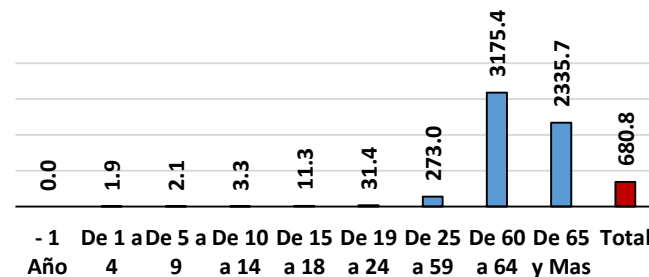 0.0
1.9
2.1
3.3
11.3
31.4
273.0
3175.4
2335.7
680.8
- 1 Año
De 1 a 4
De 5 a 9
De 10 a 14
De 15 a 18
De 19 a 24
De 25 a 59
De 60 a 64
De 65 y Mas
Total